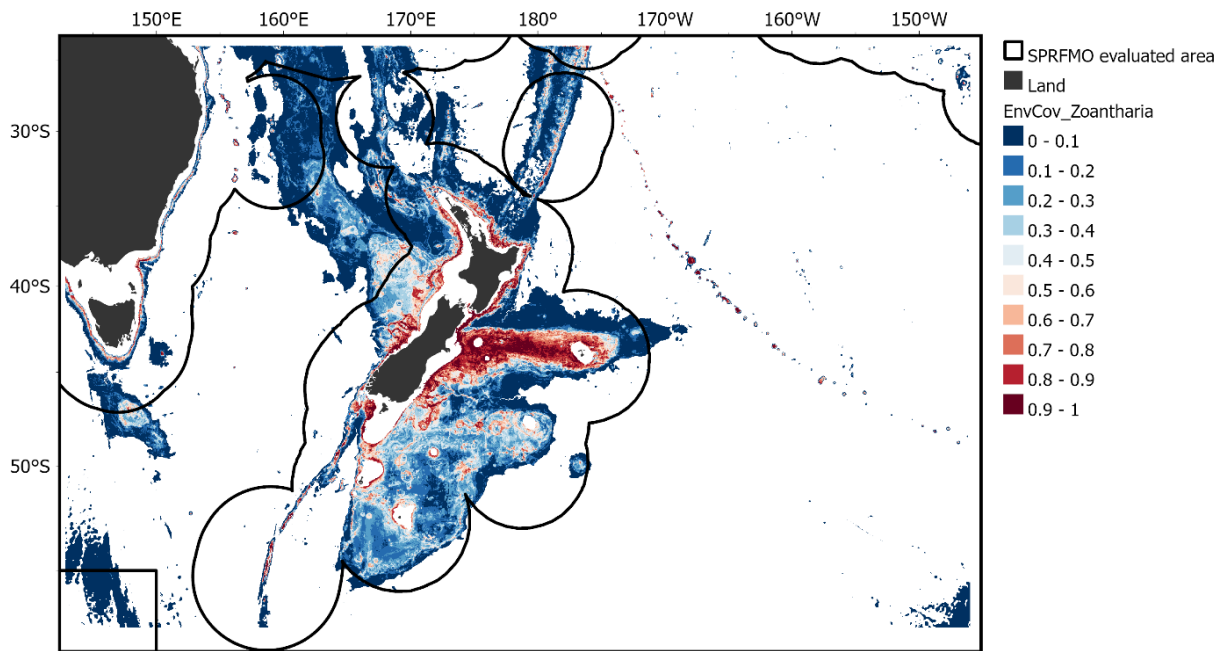 150°E 160°E 170°E 180° 170°W 160°W 150°W
30°S
40°S
50°S
SPRFMO evaluated area
Land
EnvCov_Zoantharia
0 - 0.1
0.1 - 0.2
0.2 - 0.3
0.3 - 0.4
0.4 - 0.5
0.5 - 0.6
0.6 - 0.7
0.7 - 0.8
0.8 - 0.9
0.9 - 1